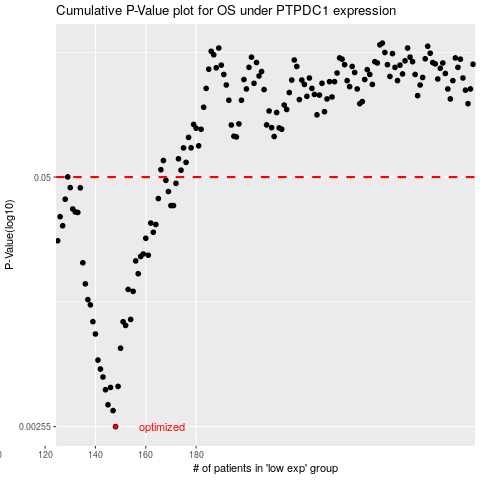 Cumulative P-Value plot for OS under PTPDC1 expression
P-Value(log10)
0.05
0.00255
optimized
0 120 140 160 180
# of patients in 'low exp' group